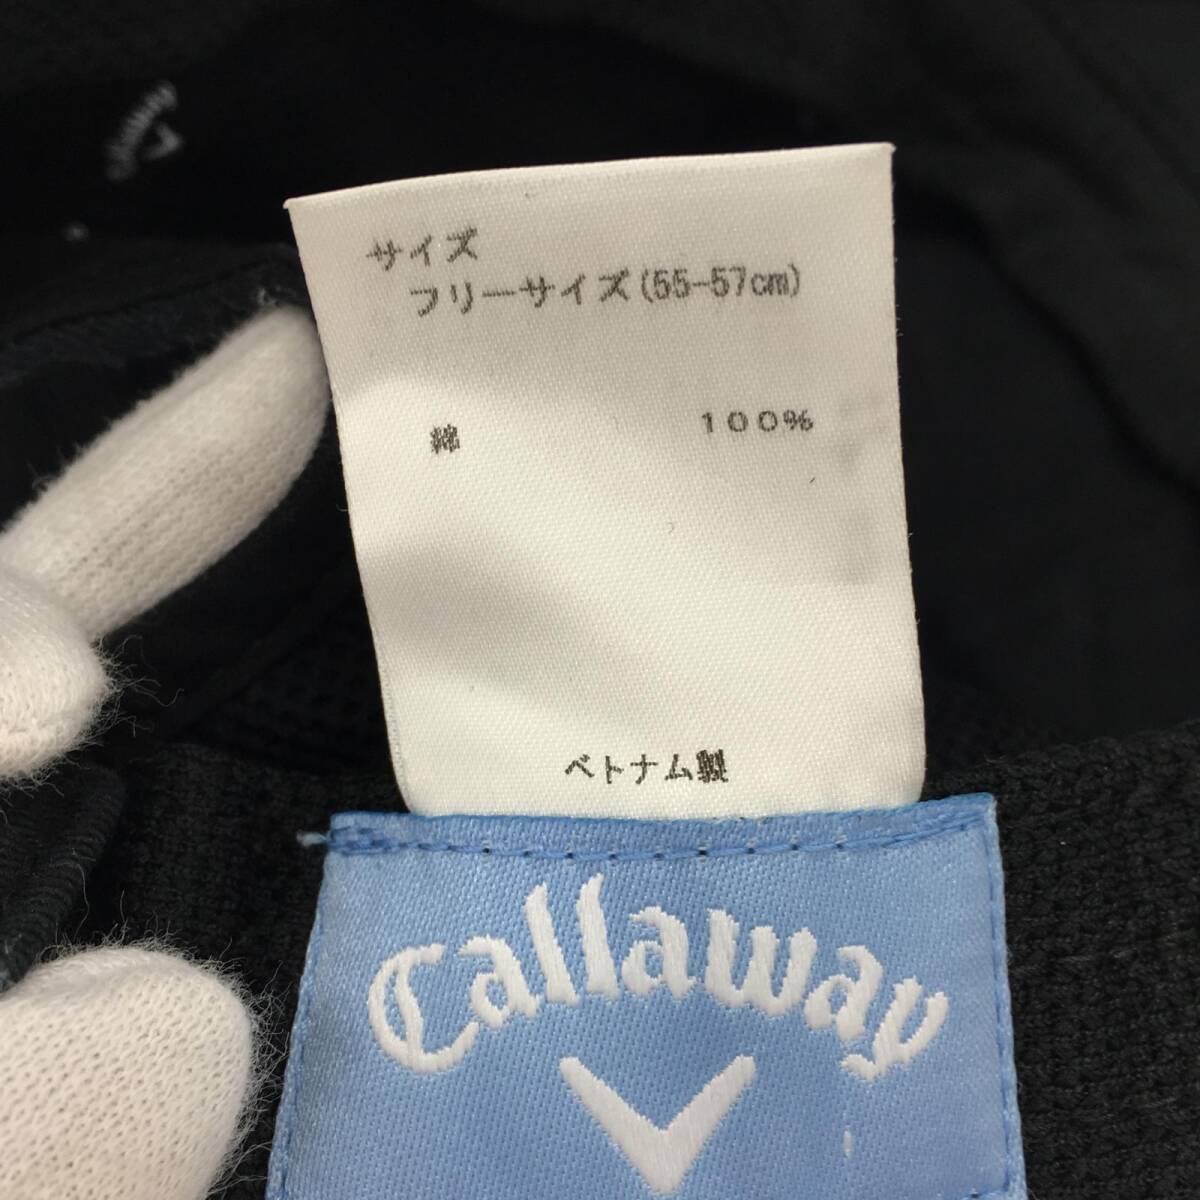 サイズ
フリーサイズ(55-57cm)
綿 100%
ベトナム製
Callaway